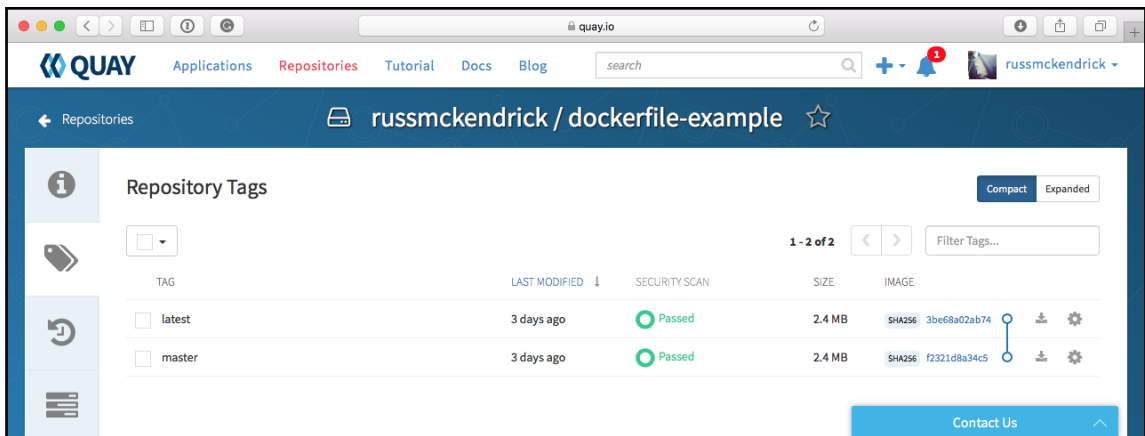 quay.io
QUAY Applications Repositories Tutorial Docs Blog search 1 russmckendrick
Repositories russmckendrick / dockerfile-example
Repository Tags Compact Expanded
1 - 2 of 2 Filter Tags...
TAG LAST MODIFIED SECURITY SCAN SIZE IMAGE
latest 3 days ago Passed 2.4 MB SHA256 3be68a02ab74
master 3 days ago Passed 2.4 MB SHA256 f2321d8a34c5
Contact Us